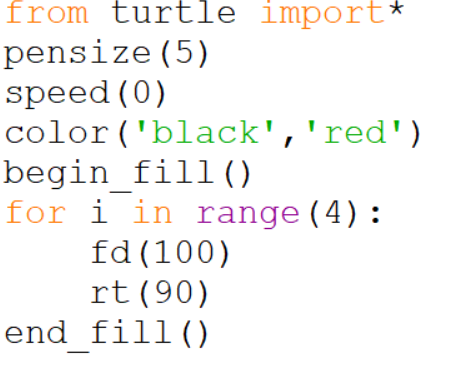 from turtle import*
pensize(5)
speed(0)
color('black','red')
begin_fill()
for i in range(4):
    fd(100)
    rt(90)
end_fill()